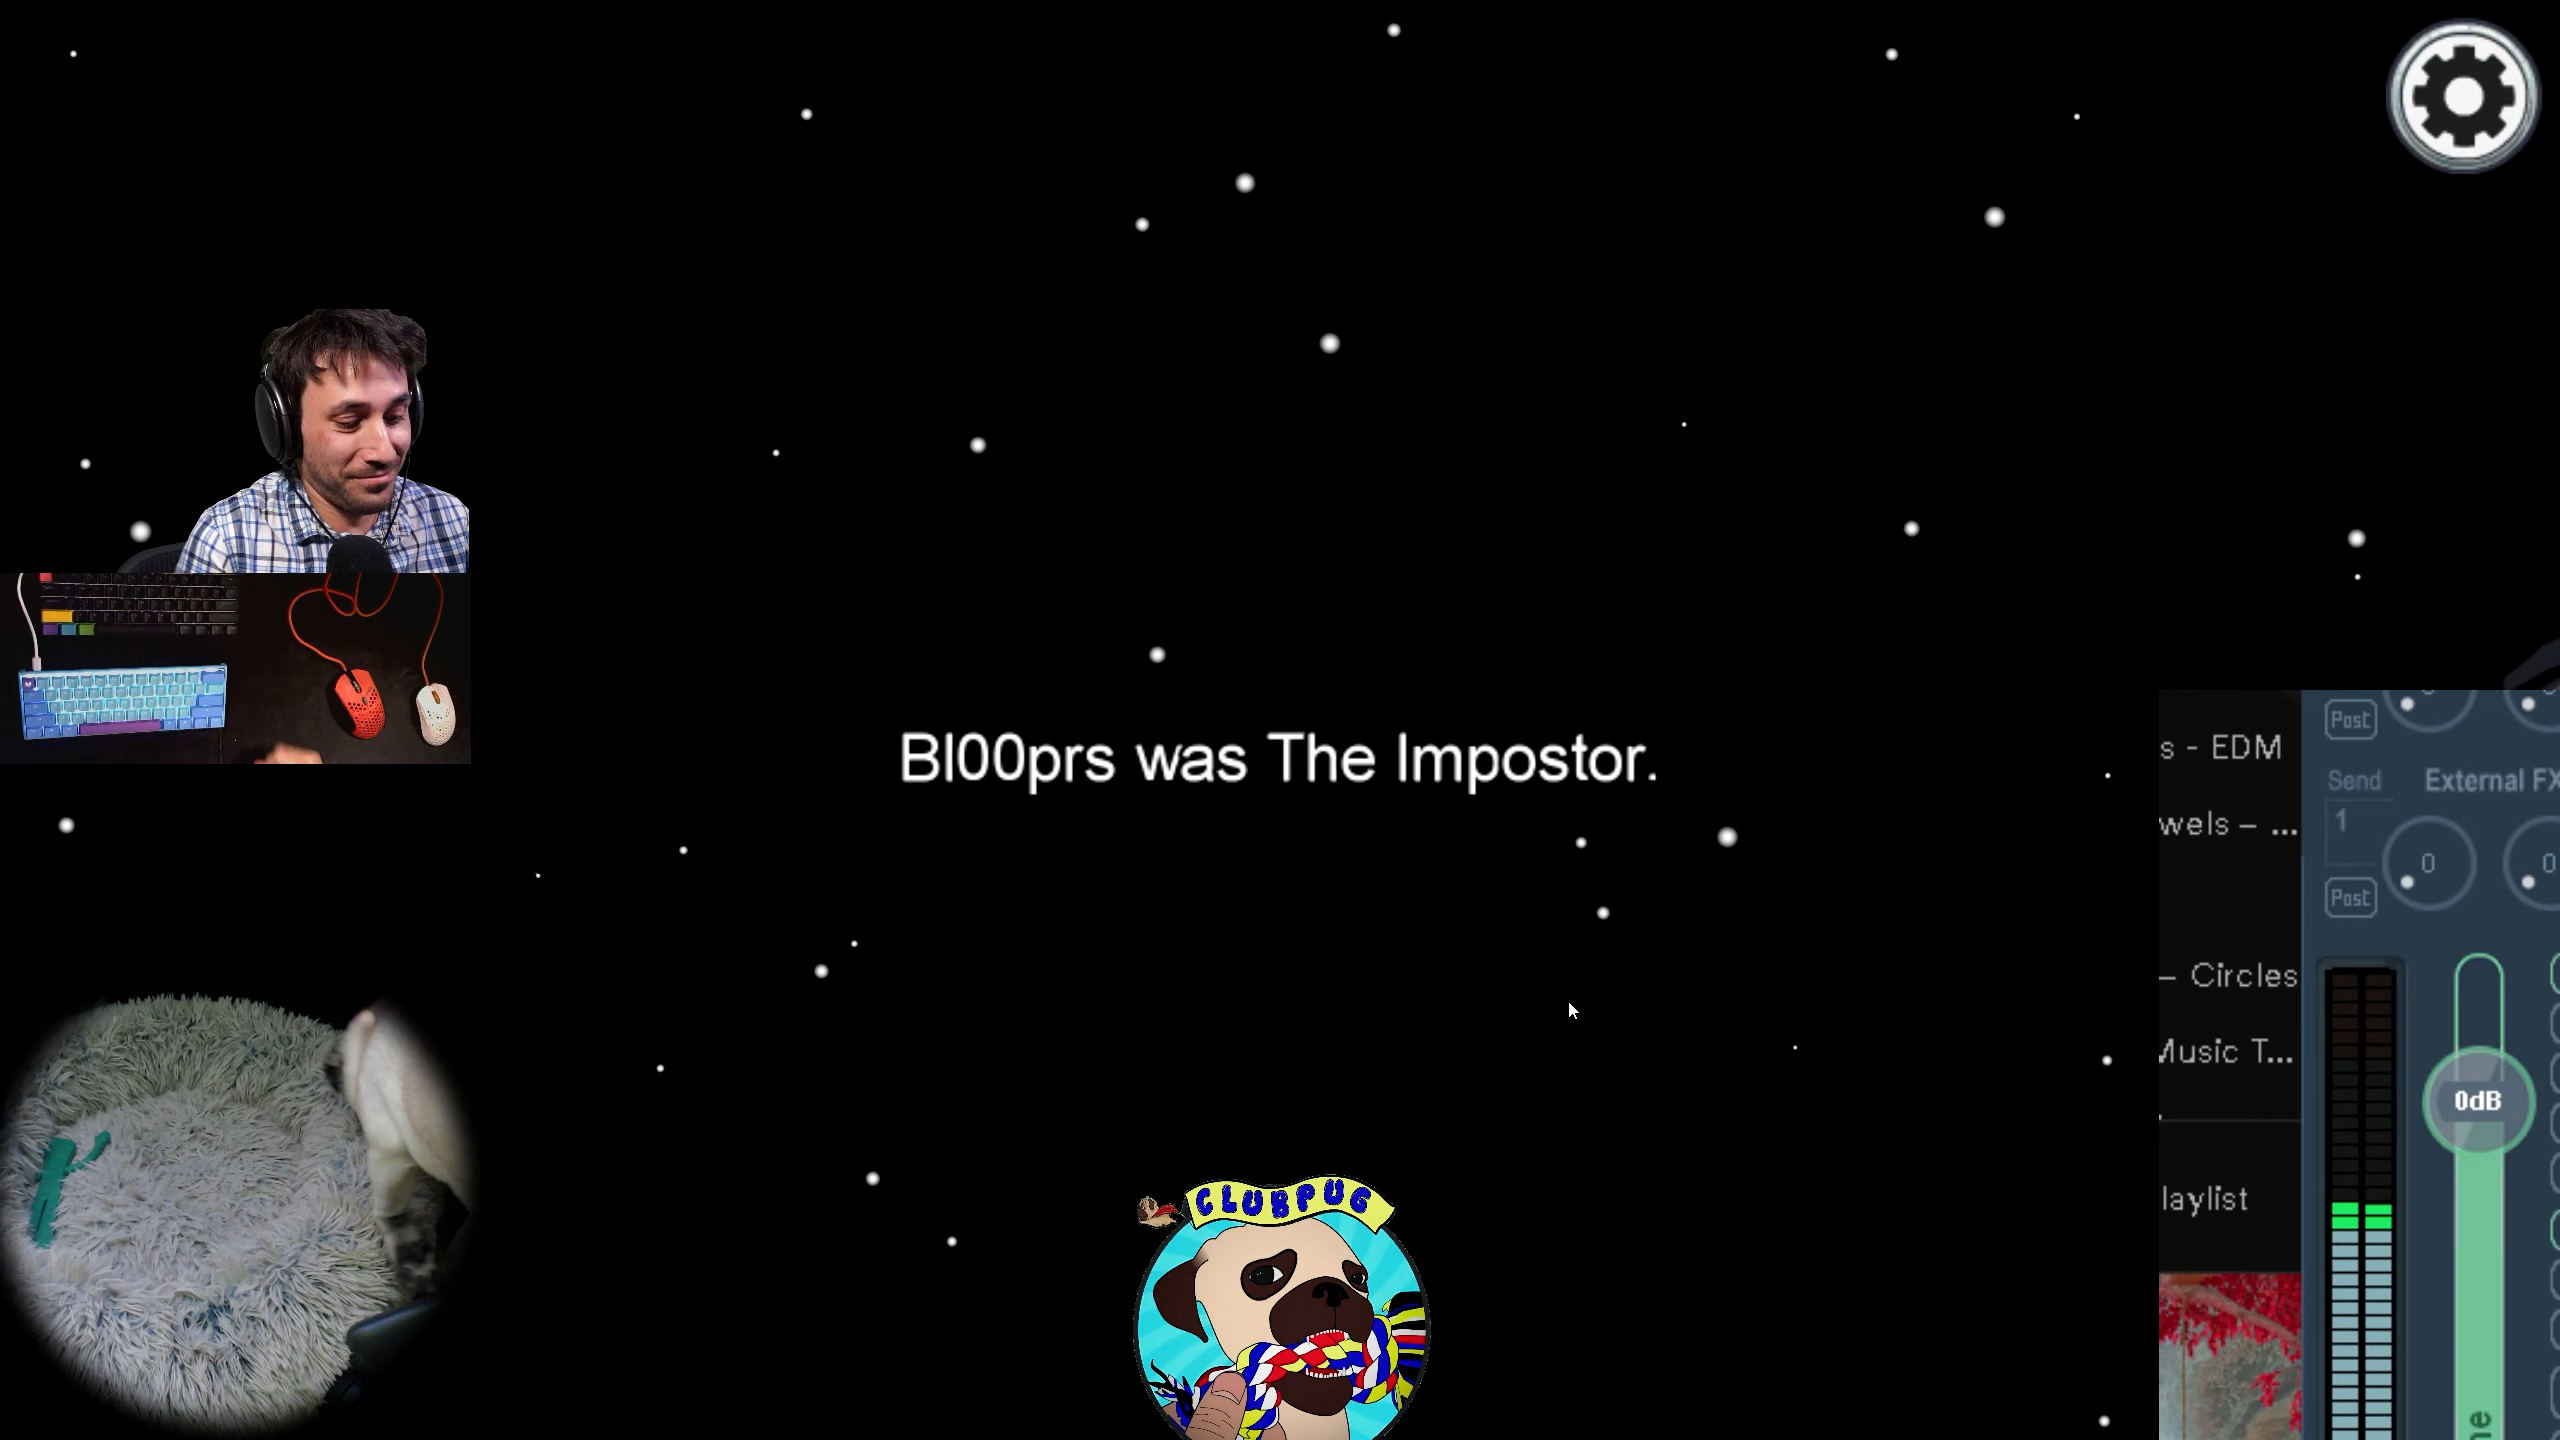 Bl00prs was The Impostor.
Post
s - EDM
Send
External FX
wels – ...
1
0
0
Post
– Circles
Music T...
0dB
laylist
CLUBPUG